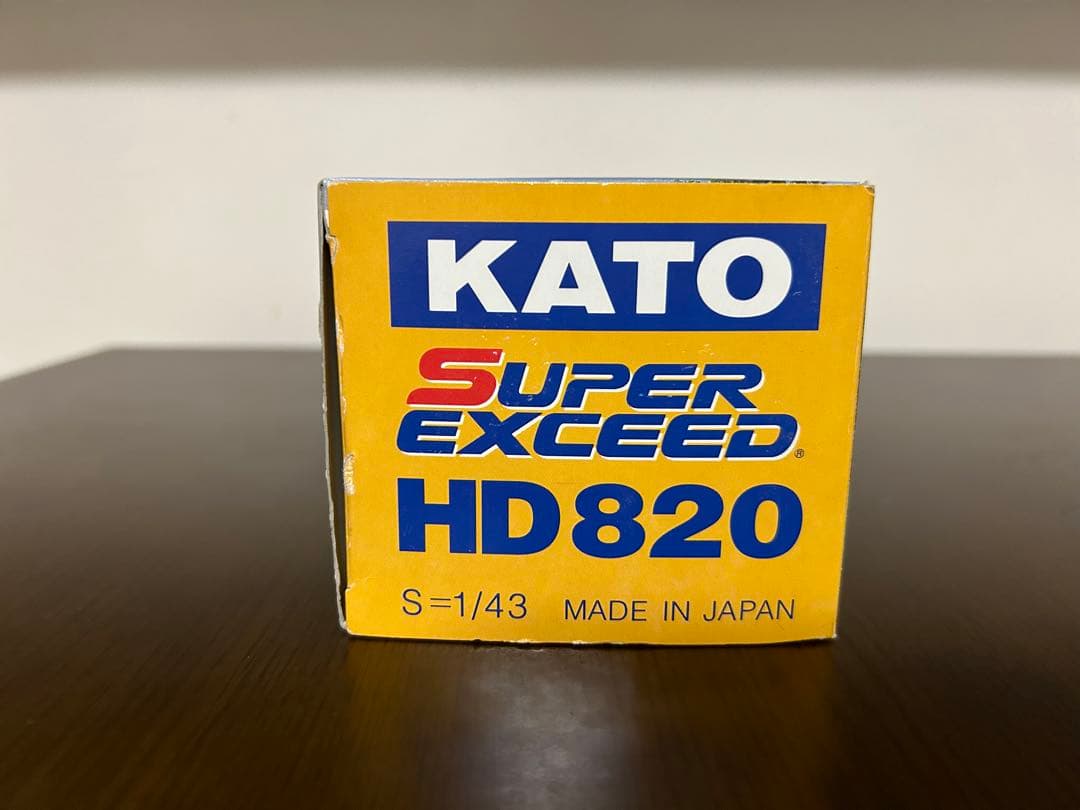 KATO
SUPER
EXCEED®
HD820
S=1/43 MADE IN JAPAN